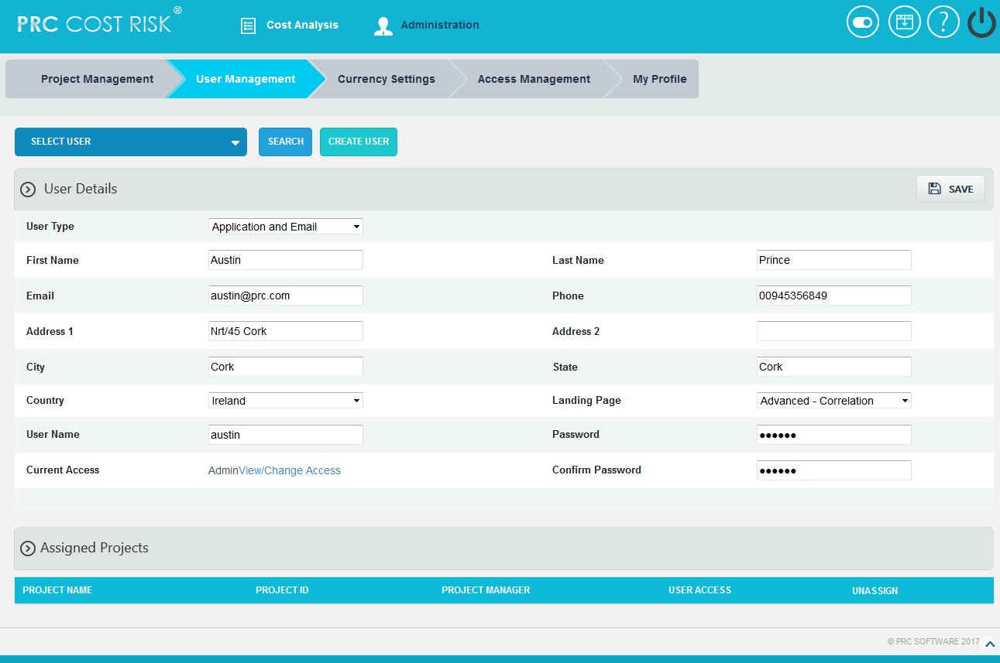 PRC COST RISK®
Cost Analysis
Administration
?
Project Management
User Management
Currency Settings
Access Management
My Profile
SELECT USER
SEARCH
CREATE USER
User Details
SAVE
User Type
Application and Email
First Name
Austin
Last Name
Prince
Email
austin@prc.com
Phone
00945356849
Address 1
Nrt/45 Cork
Address 2
City
Cork
State
Cork
Country
Ireland
Landing Page
Advanced - Correlation
User Name
austin
Password
●●●●●●
Current Access
AdminView/Change Access
Confirm Password
●●●●●●
Assigned Projects
PROJECT NAME
PROJECT ID
PROJECT MANAGER
USER ACCESS
UNASSIGN
© PRC SOFTWARE 2017